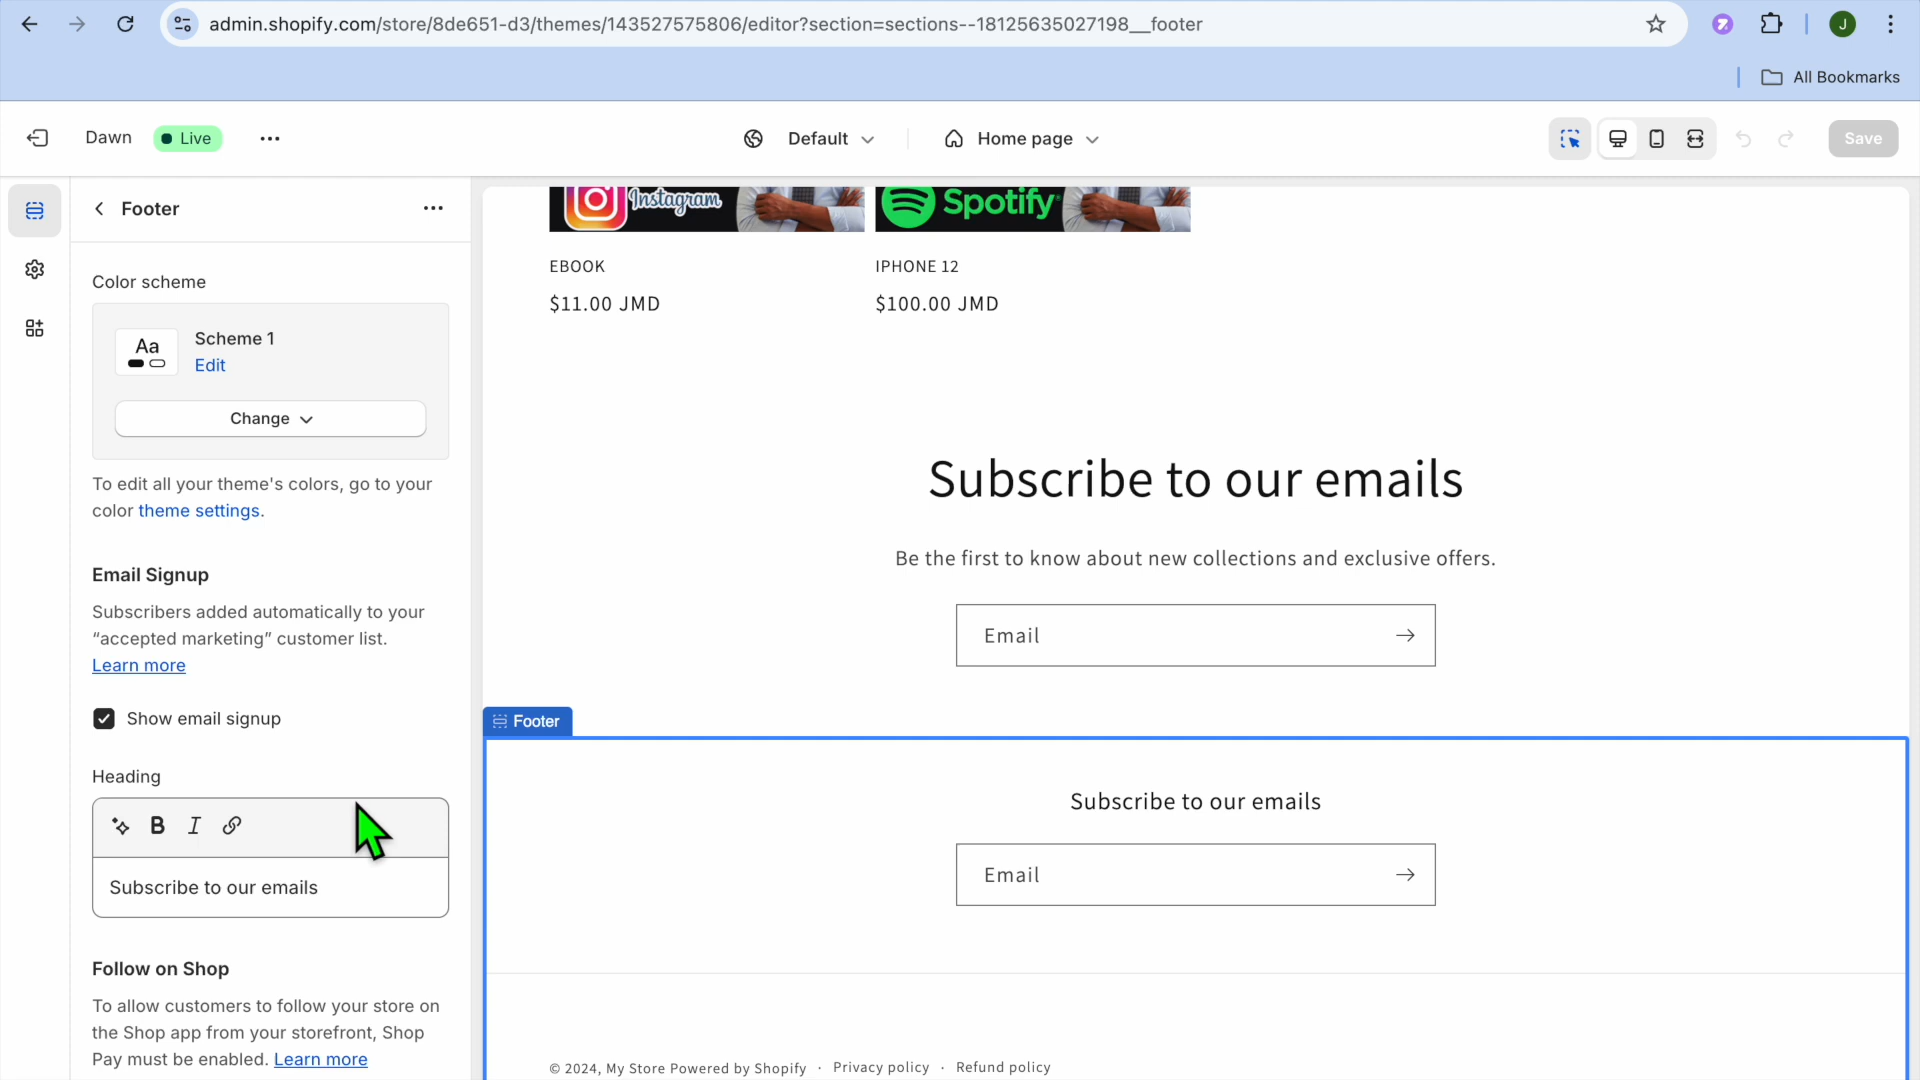 admin.shopify.com/store/8de651-d3/themes/143527575806/editor?section=sections--18125635027198__footer
J
All Bookmarks
Dawn
Live
Default
Home page
Save
Footer
Color scheme
Aa
Scheme 1
Edit
Change
To edit all your theme's colors, go to your
color theme settings.
Email Signup
Subscribers added automatically to your
“accepted marketing” customer list.
Learn more
Show email signup
Heading
B I
Subscribe to our emails
Follow on Shop
To allow customers to follow your store on
the Shop app from your storefront, Shop
Pay must be enabled. Learn more
Instagram
Spotify
EBOOK
$11.00 JMD
IPHONE 12
$100.00 JMD
Subscribe to our emails
Be the first to know about new collections and exclusive offers.
Email
Footer
Subscribe to our emails
Email
© 2024, My Store Powered by Shopify · Privacy policy · Refund policy